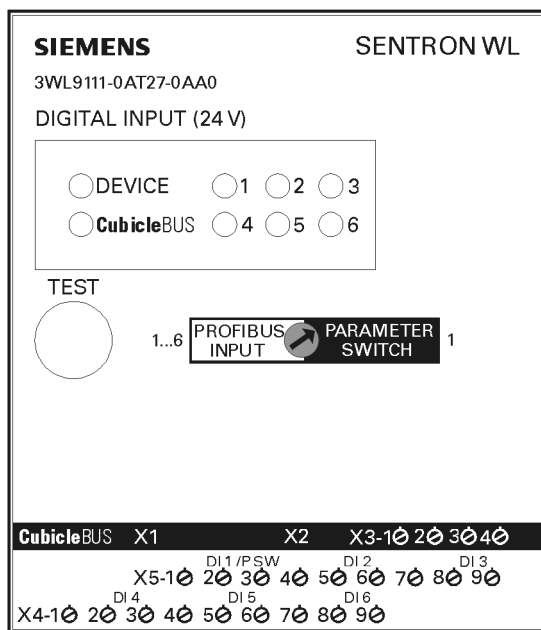 SIEMENS SENTRON WL
3WL9111-0AT27-0AA0
DIGITAL INPUT (24 V)
DEVICE 1 2 3
CubicleBUS 4 5 6
TEST
1...6 PROFIBUS INPUT PARAMETER SWITCH 1
CubicleBUS X1 X2 X3-1 2 3 4
DI 1 /PSW DI 2 DI 3
X5-1 2 3 4 5 6 7 8 9
DI 4 DI 5 DI 6
X4-1 2 3 4 5 6 7 8 9